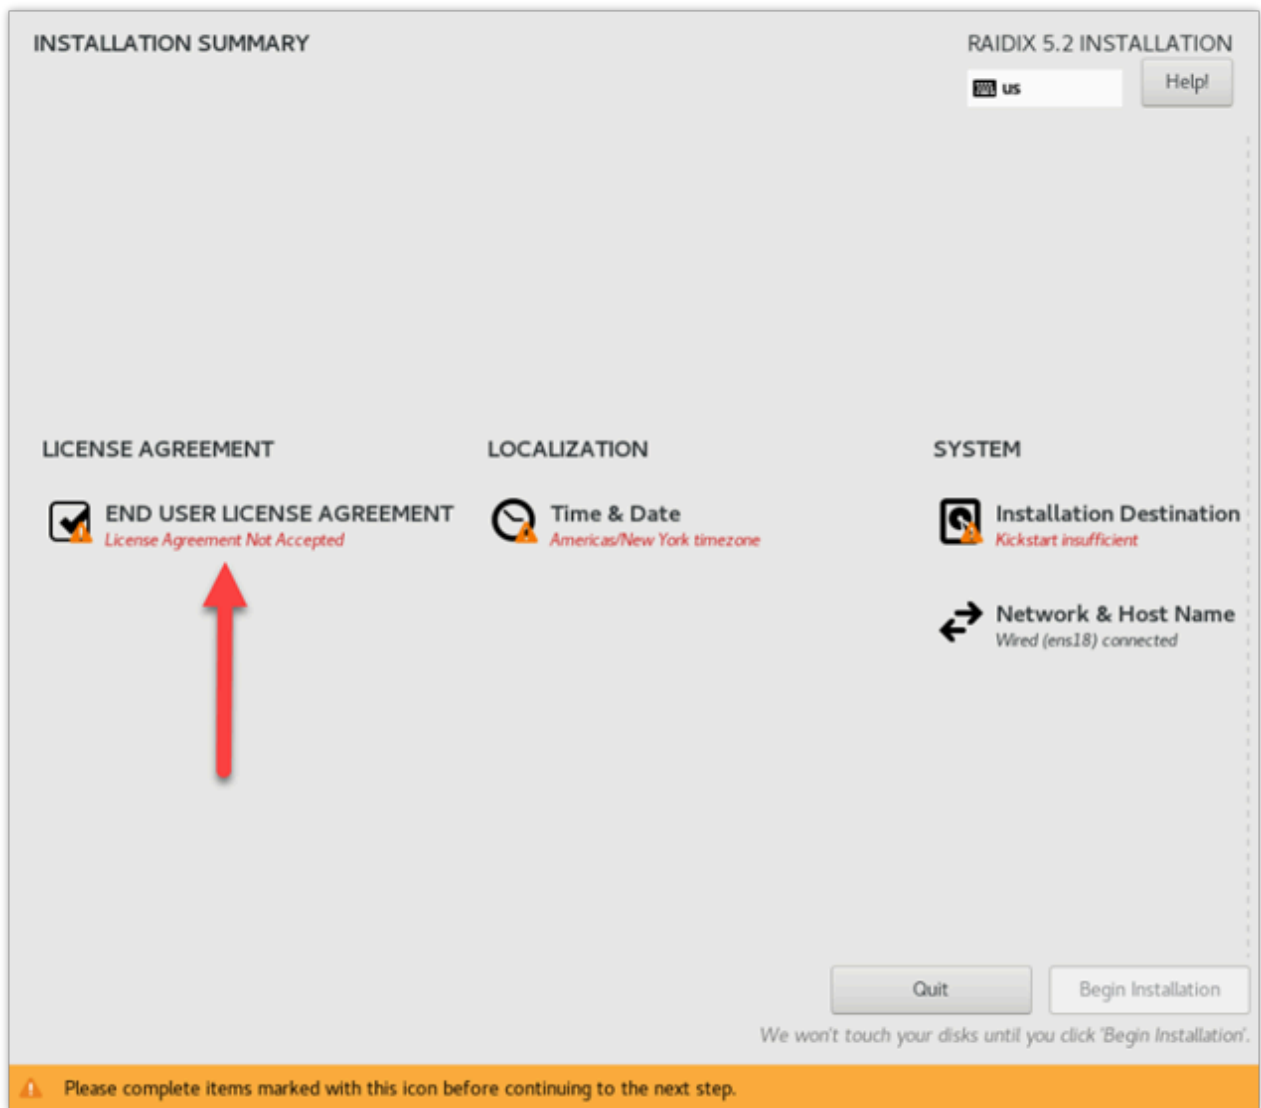 INSTALLATION SUMMARY
RAIDIX 5.2 INSTALLATION
us
Help!
LICENSE AGREEMENT
END USER LICENSE AGREEMENT
License Agreement Not Accepted
LOCALIZATION
Time & Date
Americas/New York timezone
SYSTEM
Installation Destination
Kickstart insufficient
Network & Host Name
Wired (ens18) connected
Quit
Begin Installation
We won't touch your disks until you click 'Begin Installation'.
Please complete items marked with this icon before continuing to the next step.